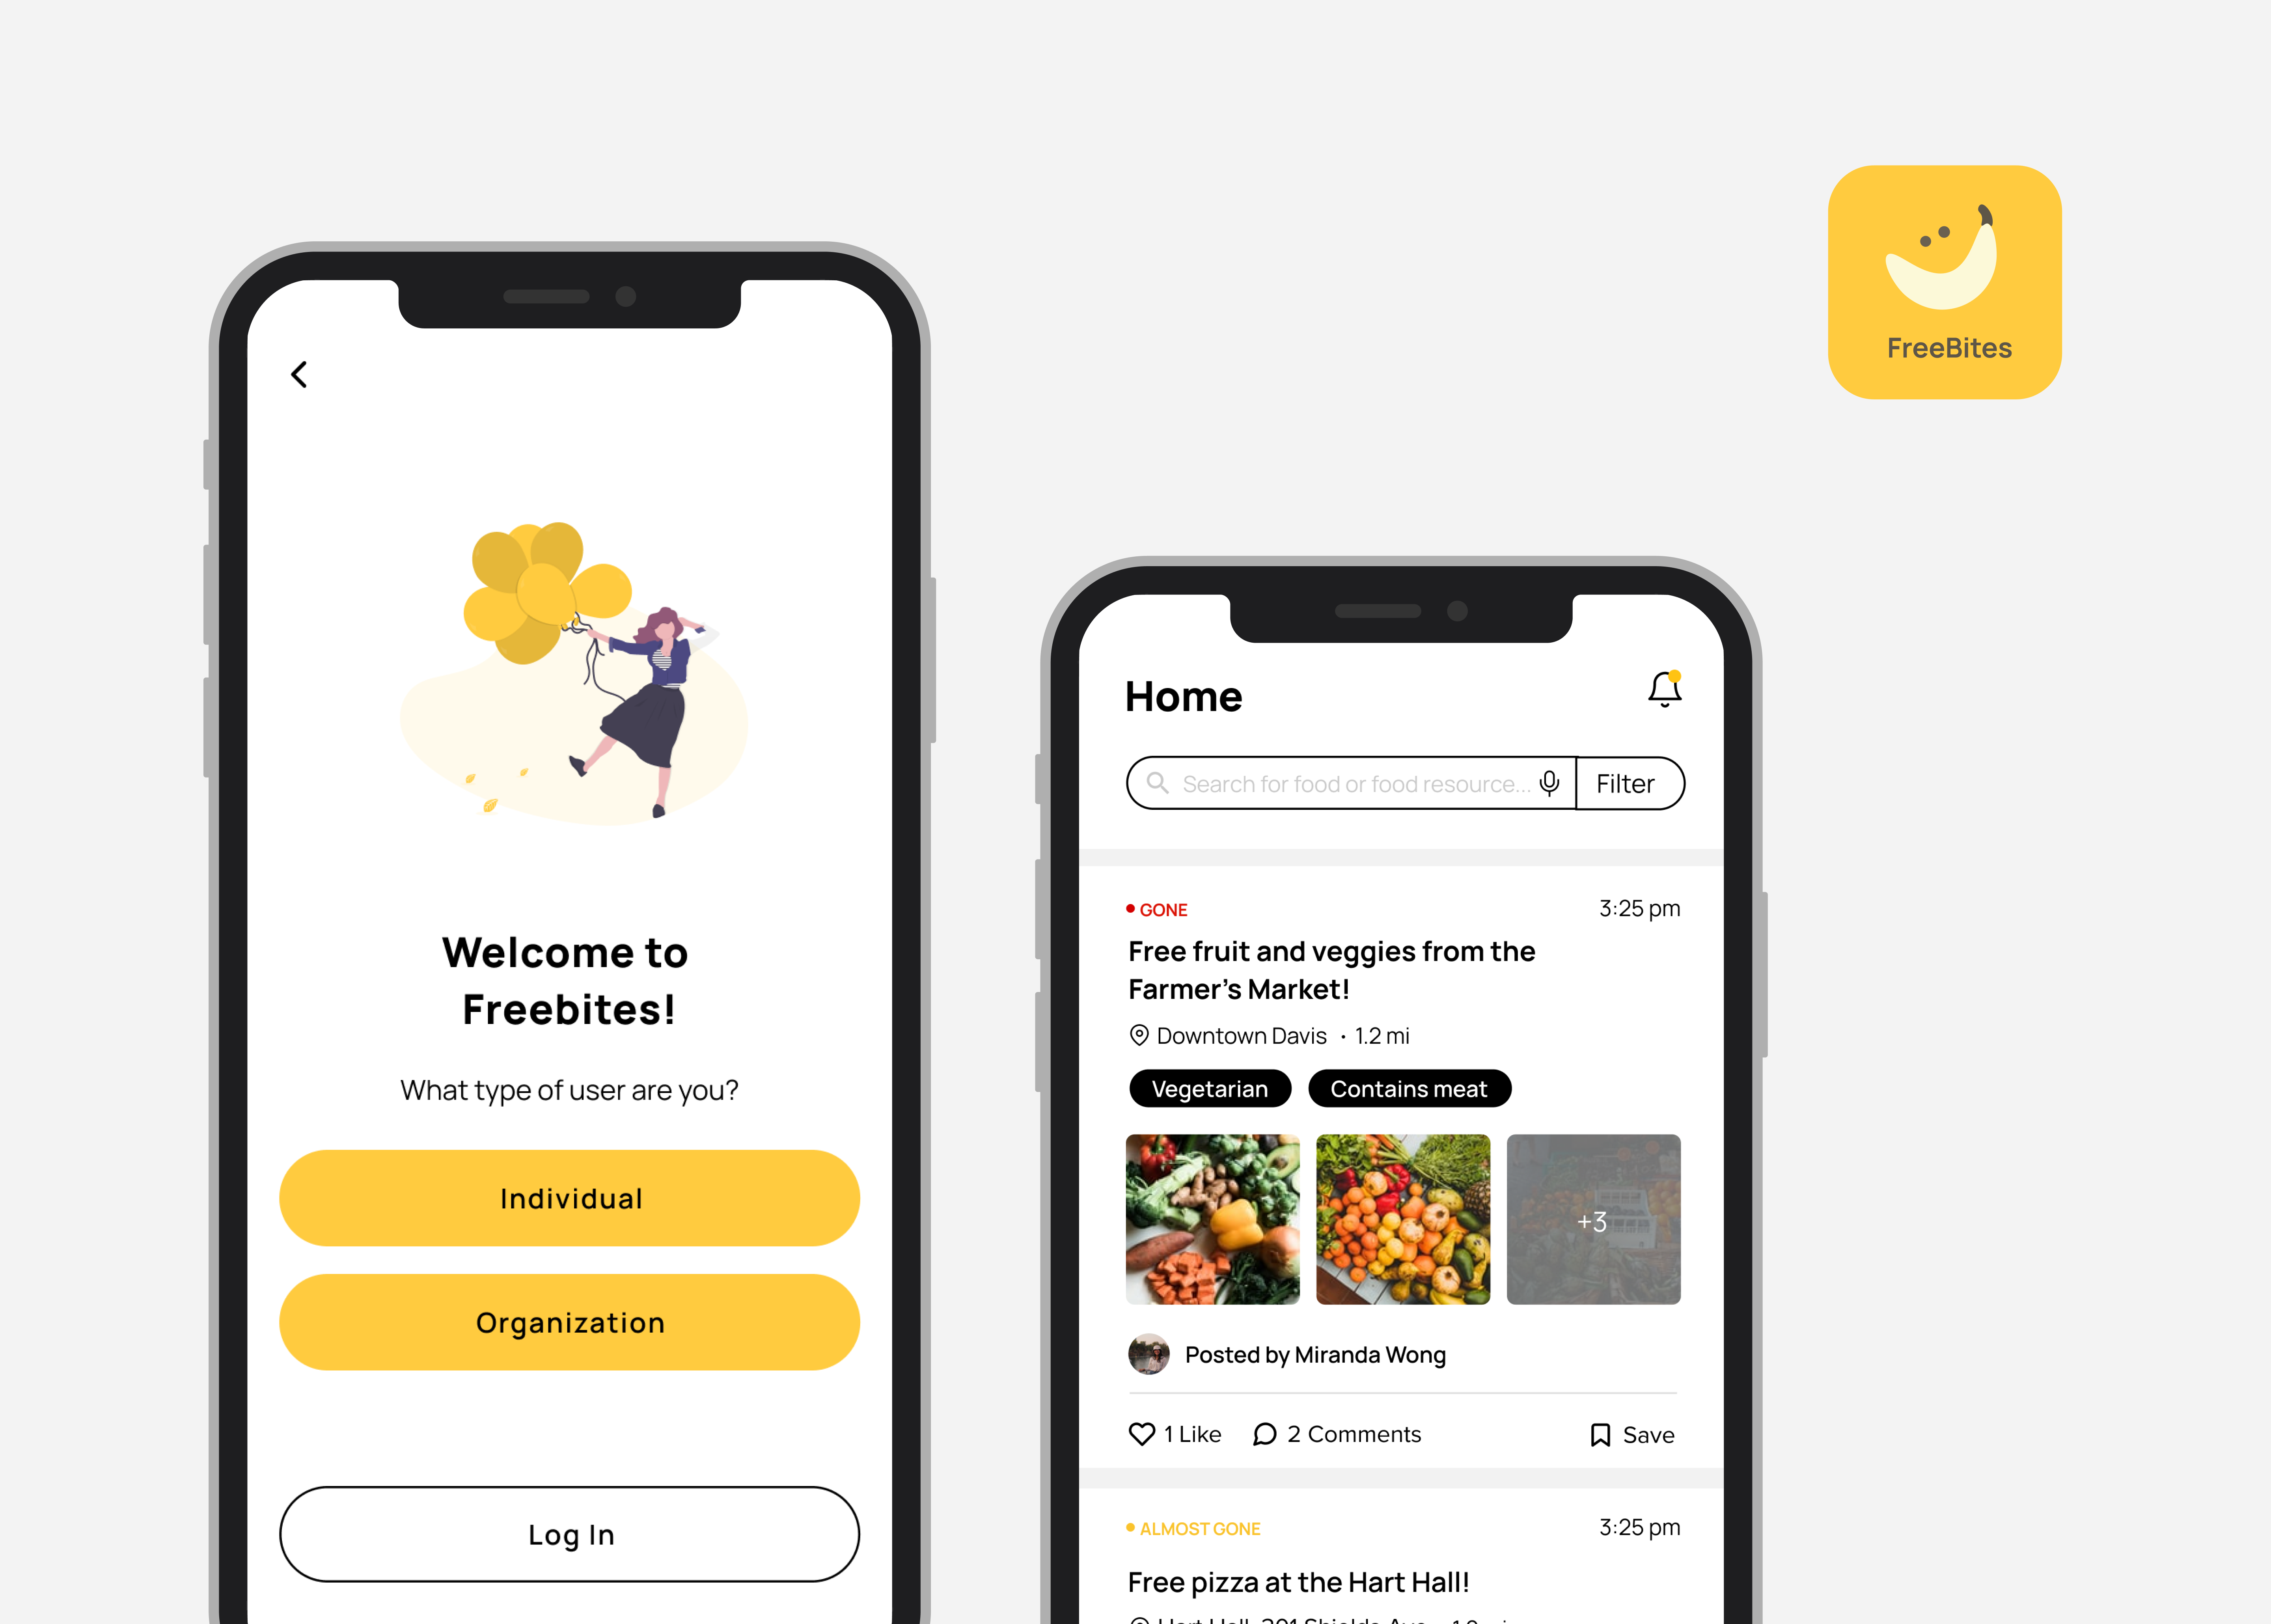 FreeBites
Welcome to
Freebites!
What type of user are you?
Individual
Organization
Log In
Home
Search for food or food resource...
Filter
GONE
3:25 pm
Free fruit and veggies from the
Farmer's Market!
Downtown Davis · 1.2 mi
Vegetarian
Contains meat
+3
Posted by Miranda Wong
1 Like
2 Comments
Save
ALMOST GONE
3:25 pm
Free pizza at the Hart Hall!